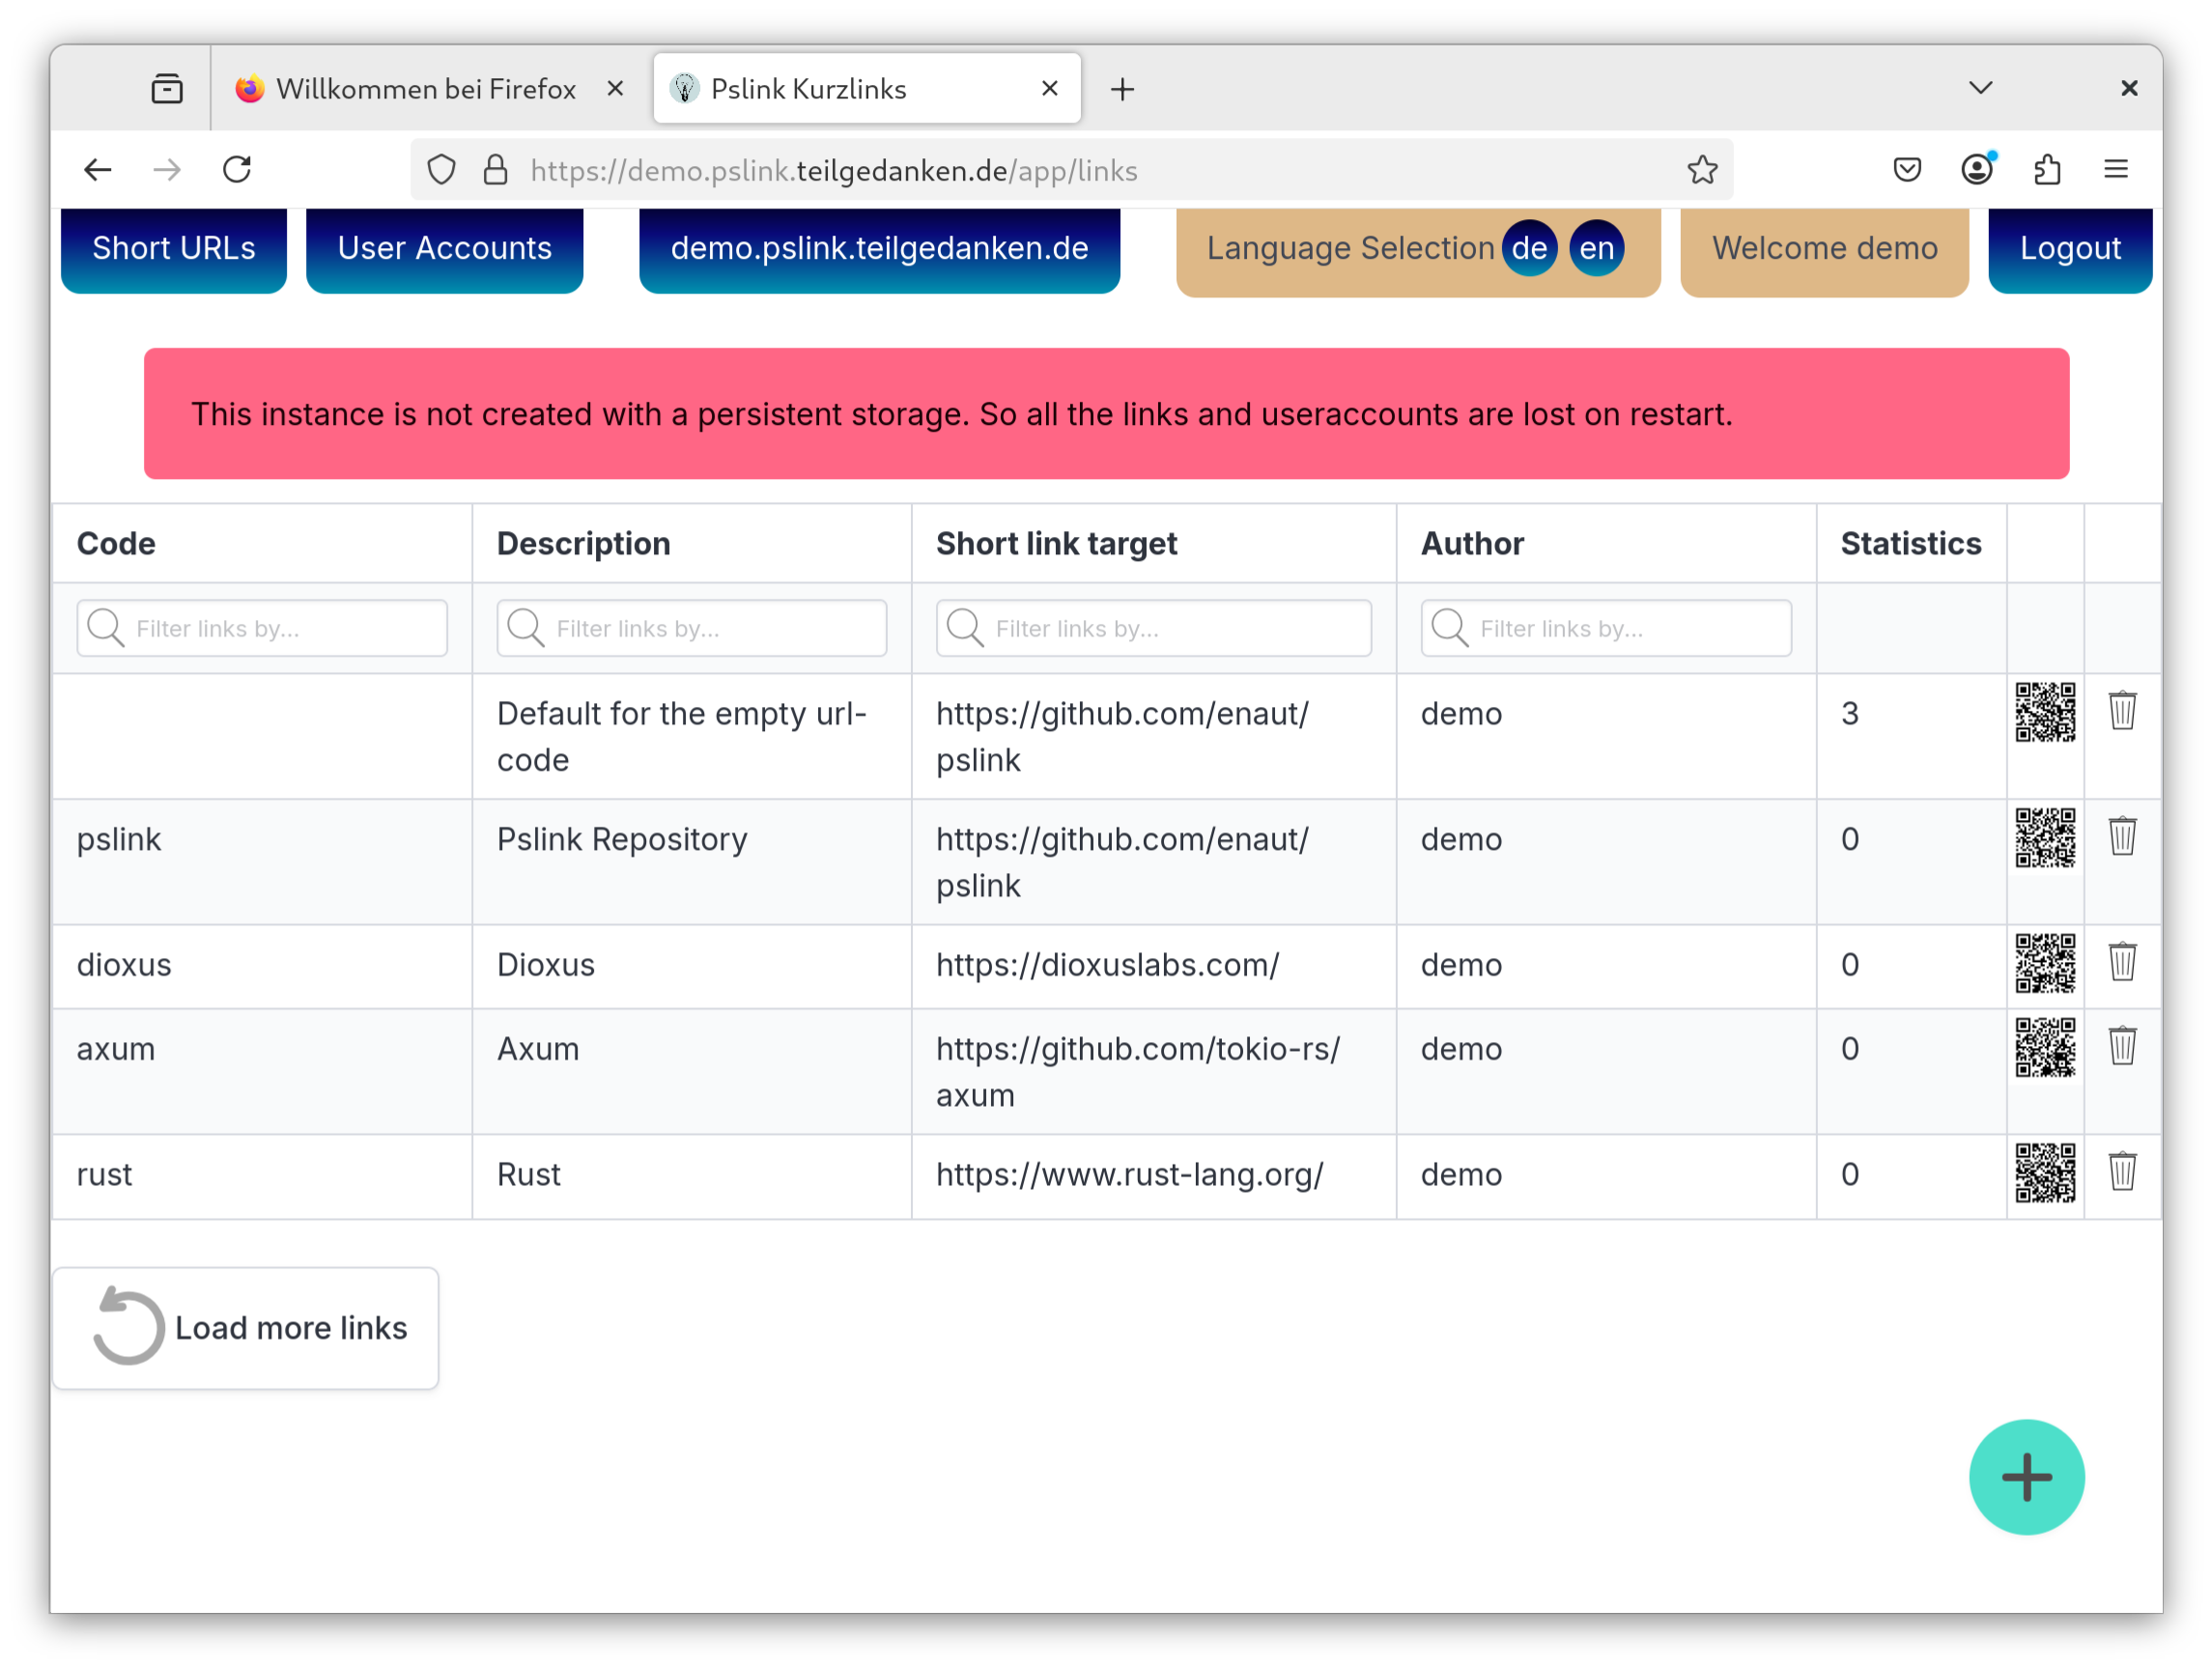 Willkommen bei Firefox
Pslink Kurzlinks
https://demo.pslink.teilgedanken.de/app/links
Short URLs
User Accounts
demo.pslink.teilgedanken.de
Language Selection de en
Welcome demo
Logout
This instance is not created with a persistent storage. So all the links and useraccounts are lost on restart.
Code Description Short link target Author Statistics
Filter links by... Filter links by... Filter links by... Filter links by...
Default for the empty url- https://github.com/enaut/ demo 3
code pslink
pslink Pslink Repository https://github.com/enaut/ demo 0
pslink
dioxus Dioxus https://dioxuslabs.com/ demo 0
axum Axum https://github.com/tokio-rs/ demo 0
axum
rust Rust https://www.rust-lang.org/ demo 0
Load more links